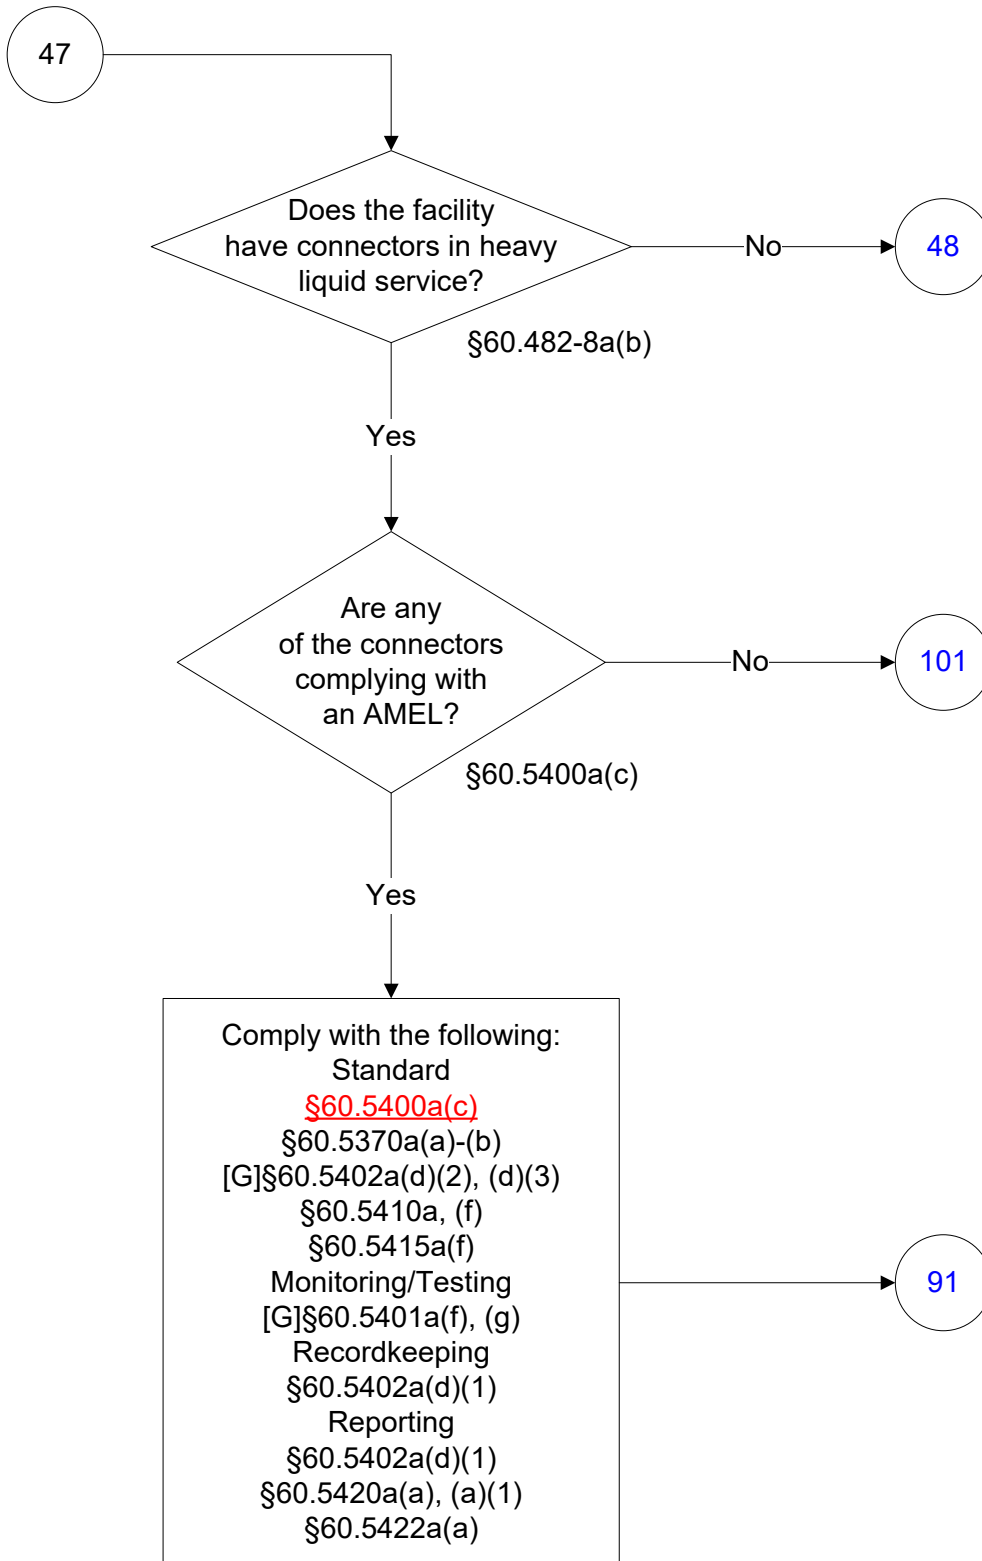 47
Does the facility
have connectors in heavy
liquid service?
No
48
§60.482-8a(b)
Yes
Are any
of the connectors
complying with
an AMEL?
No
101
§60.5400a(c)
Yes
Comply with the following:
Standard
§60.5400a(c)
§60.5370a(a)-(b)
[G]§60.5402a(d)(2), (d)(3)
§60.5410a, (f)
§60.5415a(f)
Monitoring/Testing
[G]§60.5401a(f), (g)
Recordkeeping
§60.5402a(d)(1)
Reporting
§60.5402a(d)(1)
§60.5420a(a), (a)(1)
§60.5422a(a)
91